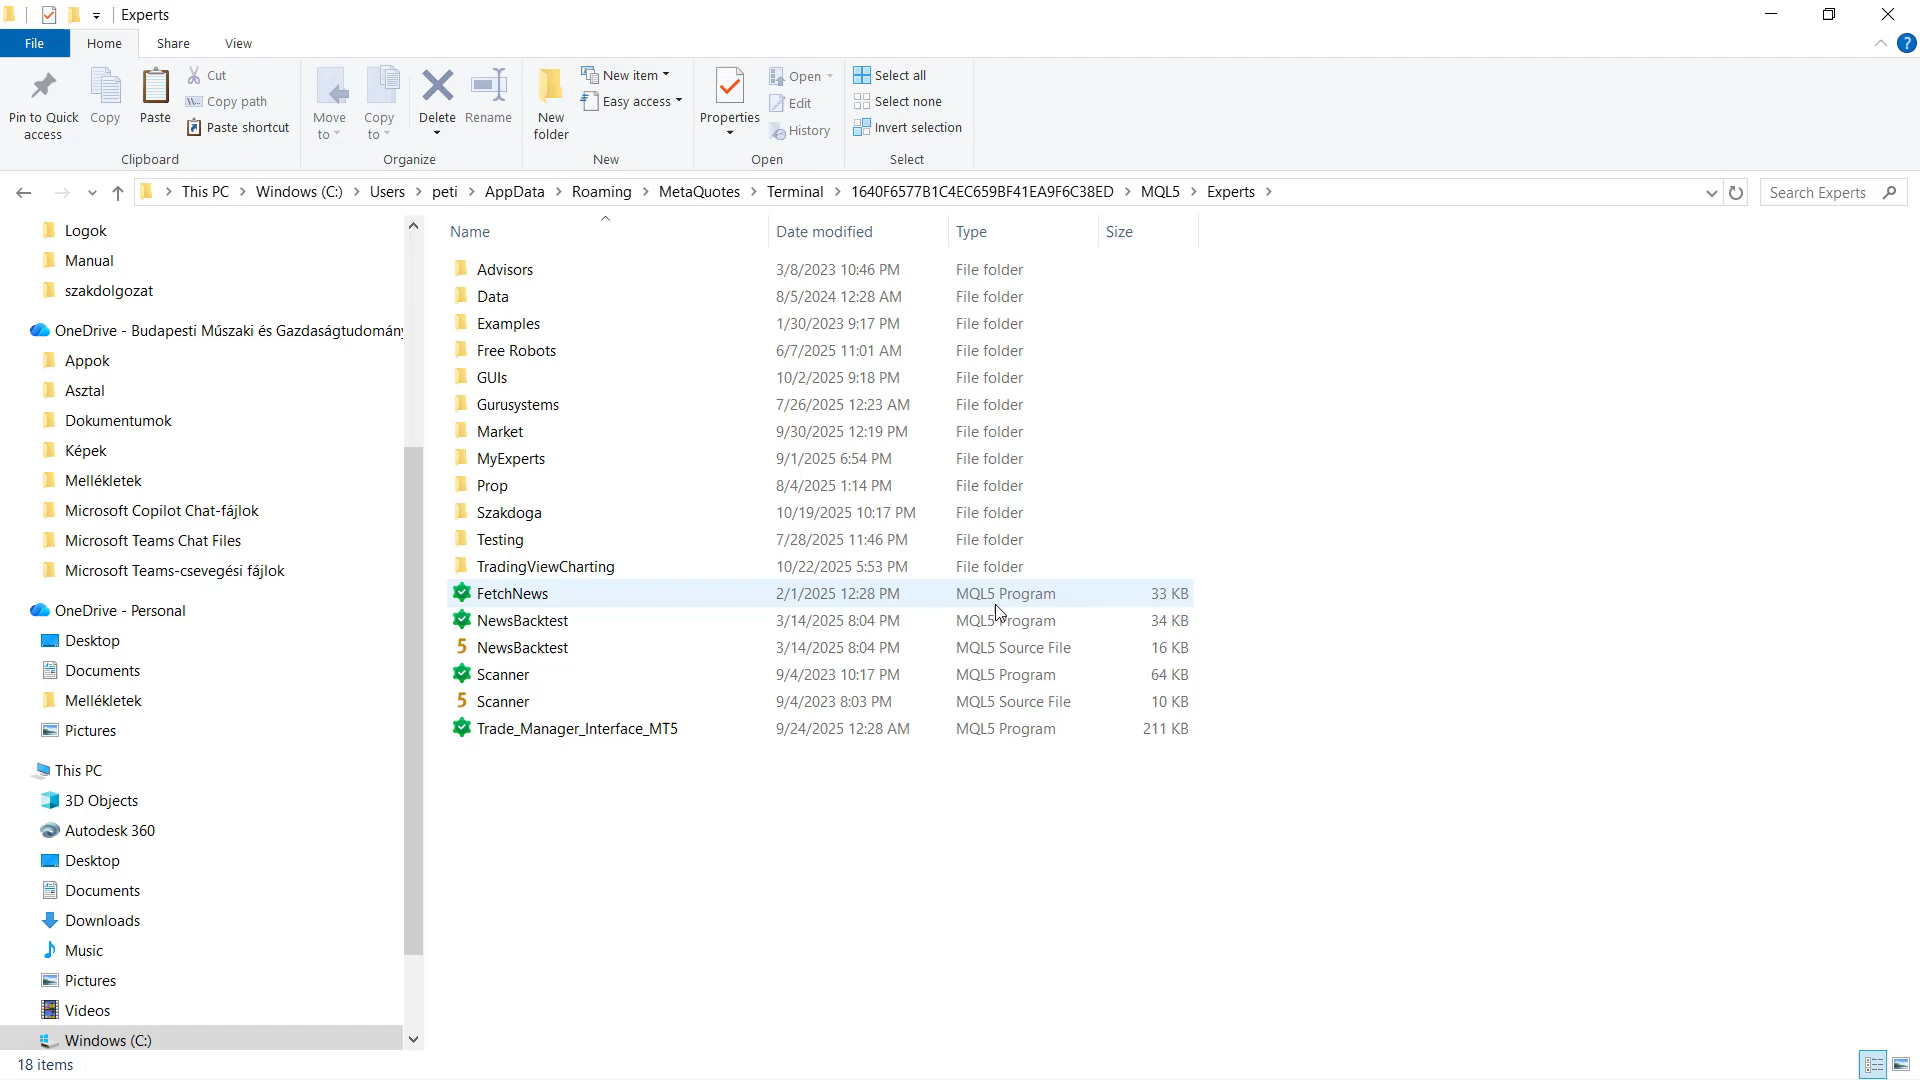 Experts
File Home Share View
Pin to Quick access
Copy
Paste
Cut
Copy path
Paste shortcut
Clipboard
Move to
Copy to
Delete
Rename
Organize
New folder
New item
Easy access
New
Properties
Open
Edit
History
Open
Select all
Select none
Invert selection
Select
This PC > Windows (C:) > Users > peti > AppData > Roaming > MetaQuotes > Terminal > 1640F6577B1C4EC659BF41EA9F6C38ED > MQL5 > Experts >
Search Experts
Logok
Manual
szakdolgozat
OneDrive - Budapesti Műszaki és Gazdaságtudomány
Appok
Asztal
Dokumentumok
Képek
Mellékletek
Microsoft Copilot Chat-fájlok
Microsoft Teams Chat Files
Microsoft Teams-csevegési fájlok
OneDrive - Personal
Desktop
Documents
Mellékletek
Pictures
This PC
3D Objects
Autodesk 360
Desktop
Documents
Downloads
Music
Pictures
Videos
Windows (C:)
Name Date modified Type Size
Advisors 3/8/2023 10:46 PM File folder
Data 8/5/2024 12:28 AM File folder
Examples 1/30/2023 9:17 PM File folder
Free Robots 6/7/2025 11:01 AM File folder
GUIs 10/2/2025 9:18 PM File folder
Gurusystems 7/26/2025 12:23 AM File folder
Market 9/30/2025 12:19 PM File folder
MyExperts 9/1/2025 6:54 PM File folder
Prop 8/4/2025 1:14 PM File folder
Szakdoga 10/19/2025 10:17 PM File folder
Testing 7/28/2025 11:46 PM File folder
TradingViewCharting 10/22/2025 5:53 PM File folder
FetchNews 2/1/2025 12:28 PM MQL5 Program 33 KB
NewsBacktest 3/14/2025 8:04 PM MQL5 Program 34 KB
NewsBacktest 3/14/2025 8:04 PM MQL5 Source File 16 KB
Scanner 9/4/2023 10:17 PM MQL5 Program 64 KB
Scanner 9/4/2023 8:03 PM MQL5 Source File 10 KB
Trade_Manager_Interface_MT5 9/24/2025 12:28 AM MQL5 Program 211 KB
18 items